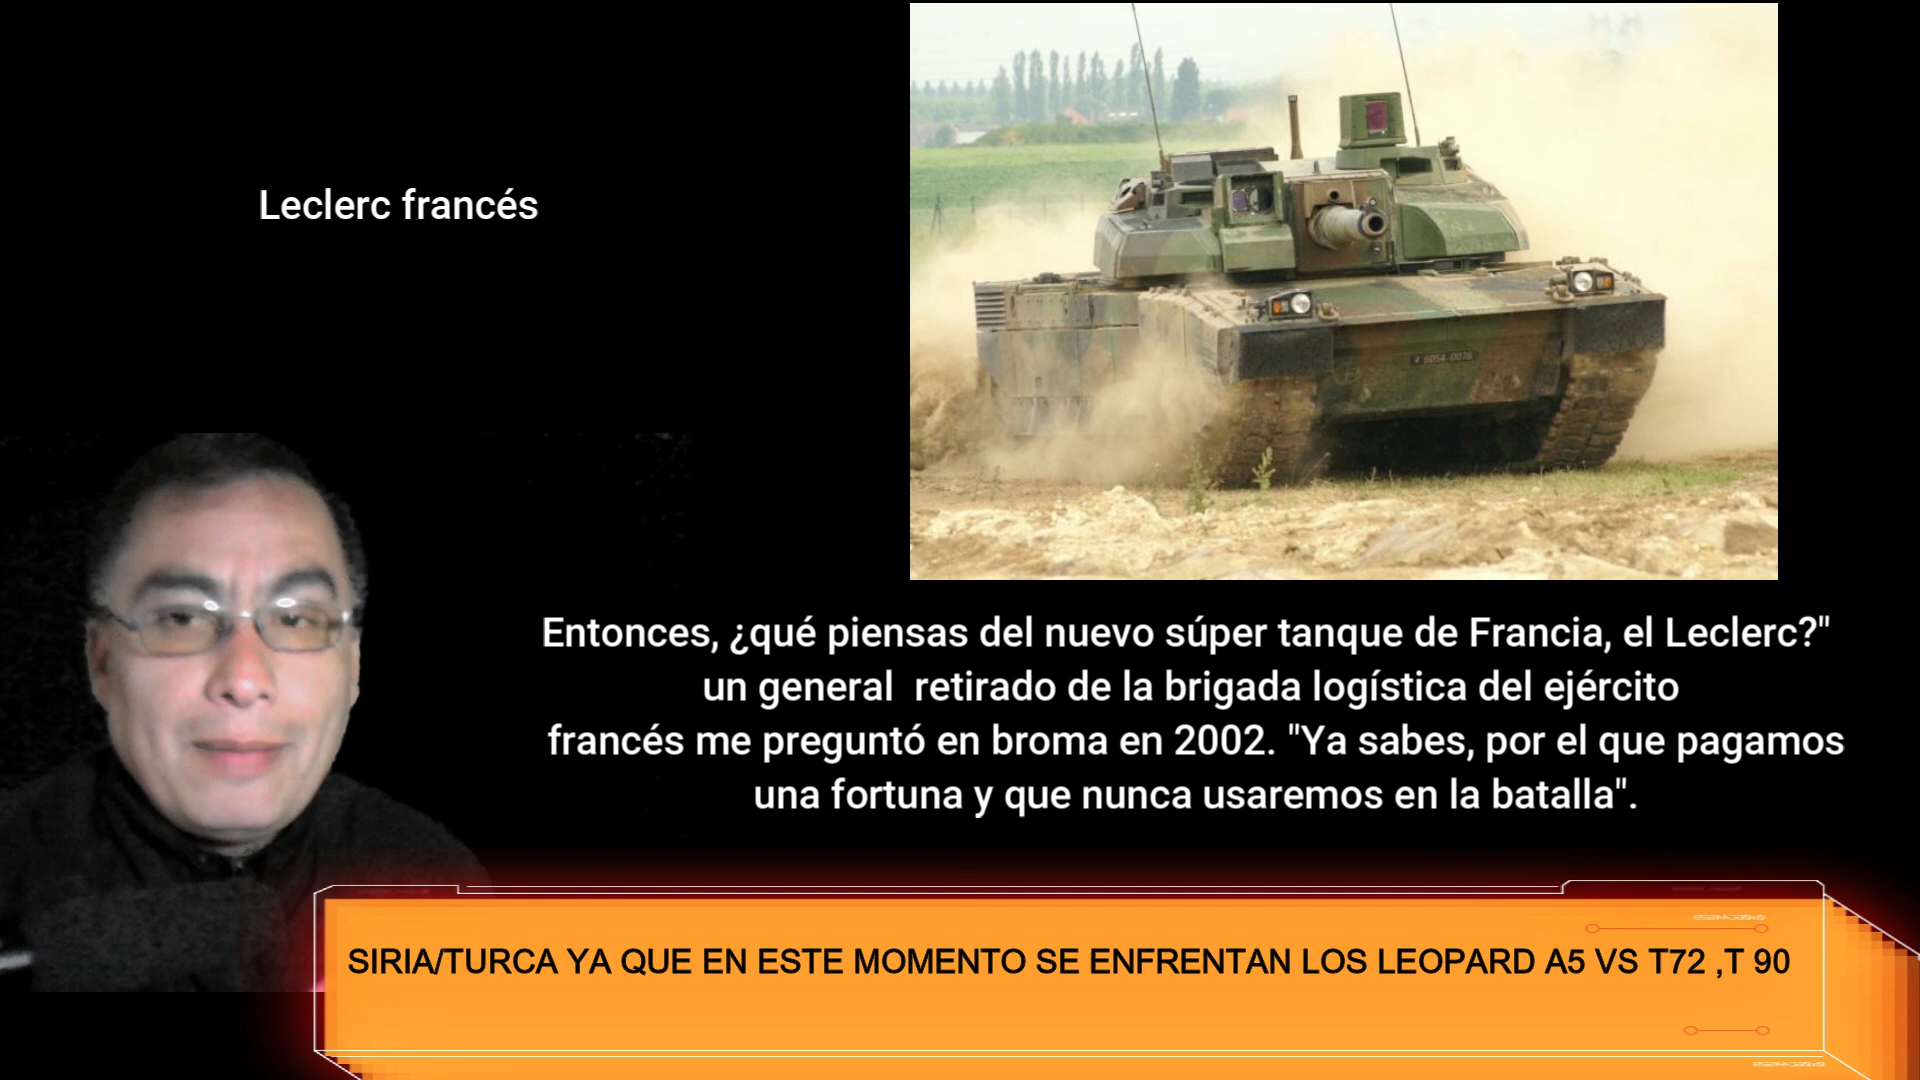 Leclerc francés
6054-0078
Entonces, ¿qué piensas del nuevo súper tanque de Francia, el Leclerc?"
un general  retirado de la brigada logística del ejército
francés me preguntó en broma en 2002. "Ya sabes, por el que pagamos
una fortuna y que nunca usaremos en la batalla".
SIRIA/TURCA YA QUE EN ESTE MOMENTO SE ENFRENTAN LOS LEOPARD A5 VS T72 ,T 90